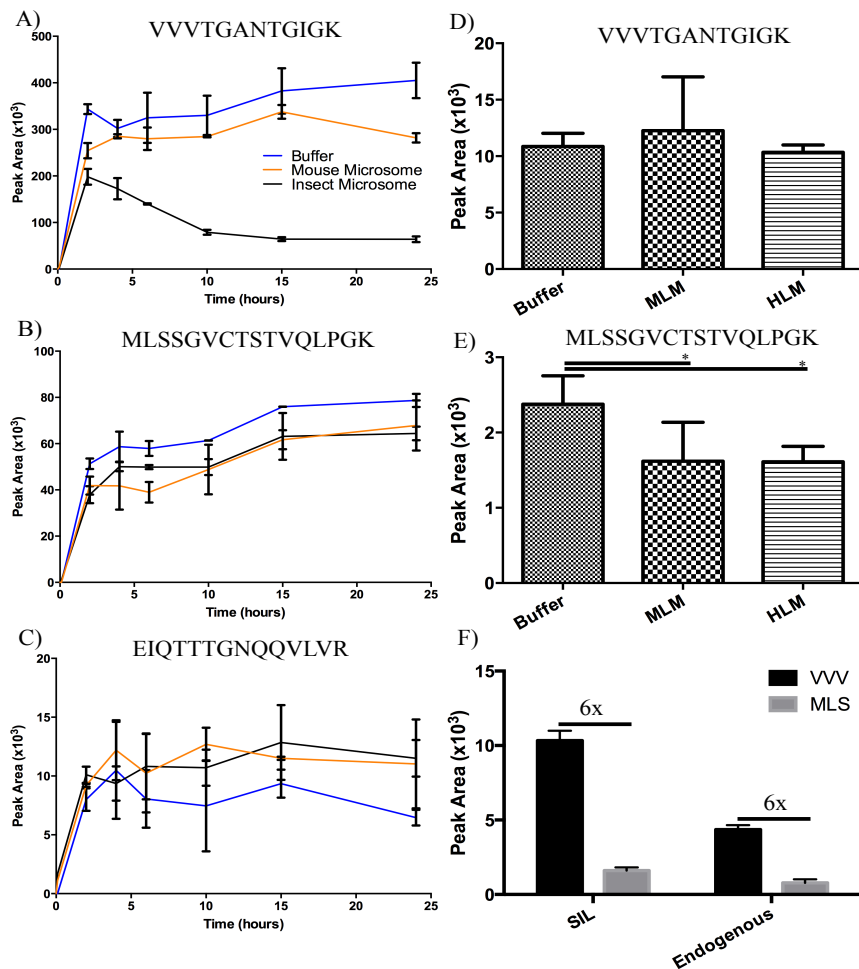 A)
VVVTGANTGIGK
Peak Area (x10³)
500
400
300
200
100
0
Buffer
Mouse Microsome
Insect Microsome
0 5 10 15 20 25
Time (hours)
B)
MLSSGVCTSTVQLPGK
Peak Area (x10³)
100
80
60
40
20
0
0 5 10 15 20 25
Time (hours)
C)
EIQTTTGNQQVLVR
Peak Area (x10³)
20
15
10
5
0
0 5 10 15 20 25
Time (hours)
D)
VVVTGANTGIGK
Peak Area (x10³)
20
15
10
5
0
Buffer MLM HLM
E)
MLSSGVCTSTVQLPGK
Peak Area (x10³)
3
2
1
0
* *
Buffer MLM HLM
F)
Peak Area (x10³)
15
10
5
0
VVV
MLS
6x
6x
SIL Endogenous